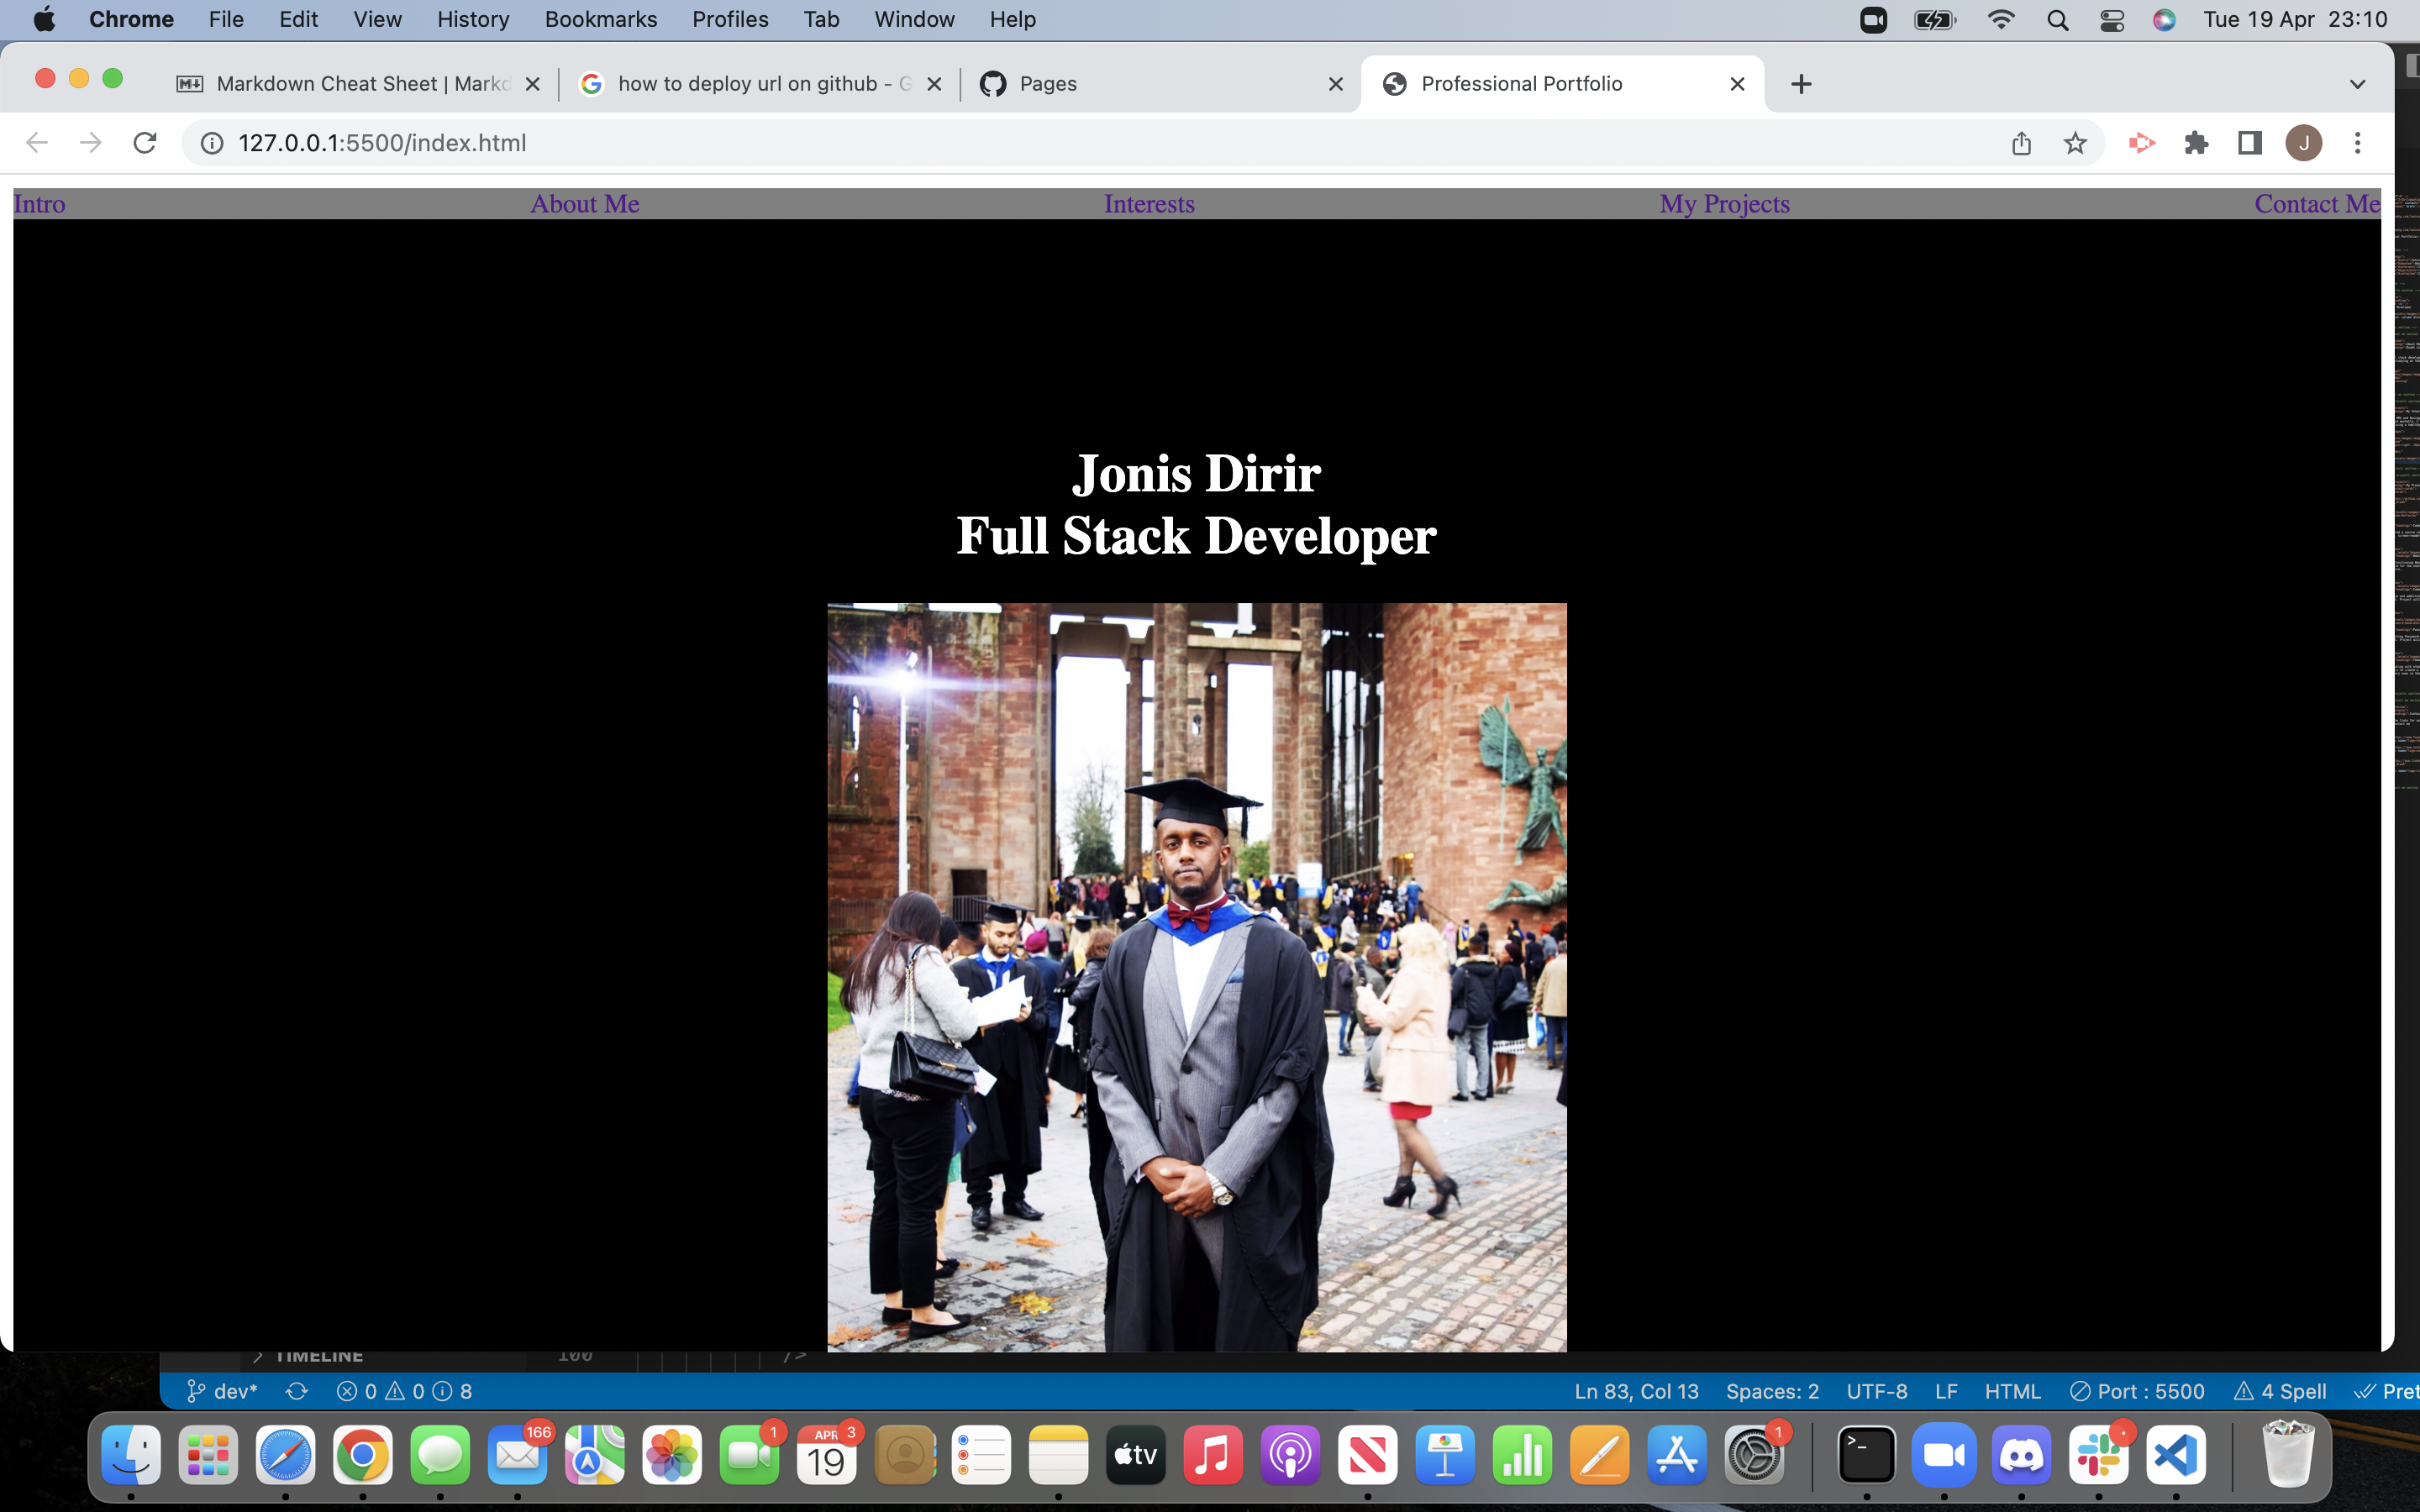 Chrome File Edit View History Bookmarks Profiles Tab Window Help Tue 19 Apr 23:10
Markdown Cheat Sheet | Markd how to deploy url on github - G Pages Professional Portfolio
127.0.0.1:5500/index.html J
Intro About Me Interests My Projects Contact Me
Jonis Dirir
Full Stack Developer
TIMELINE 100 />
dev* 0 0 8 Ln 83, Col 13 Spaces: 2 UTF-8 LF HTML Port : 5500 4 Spell Pret
166 1 APR 3 1
19 tv >_